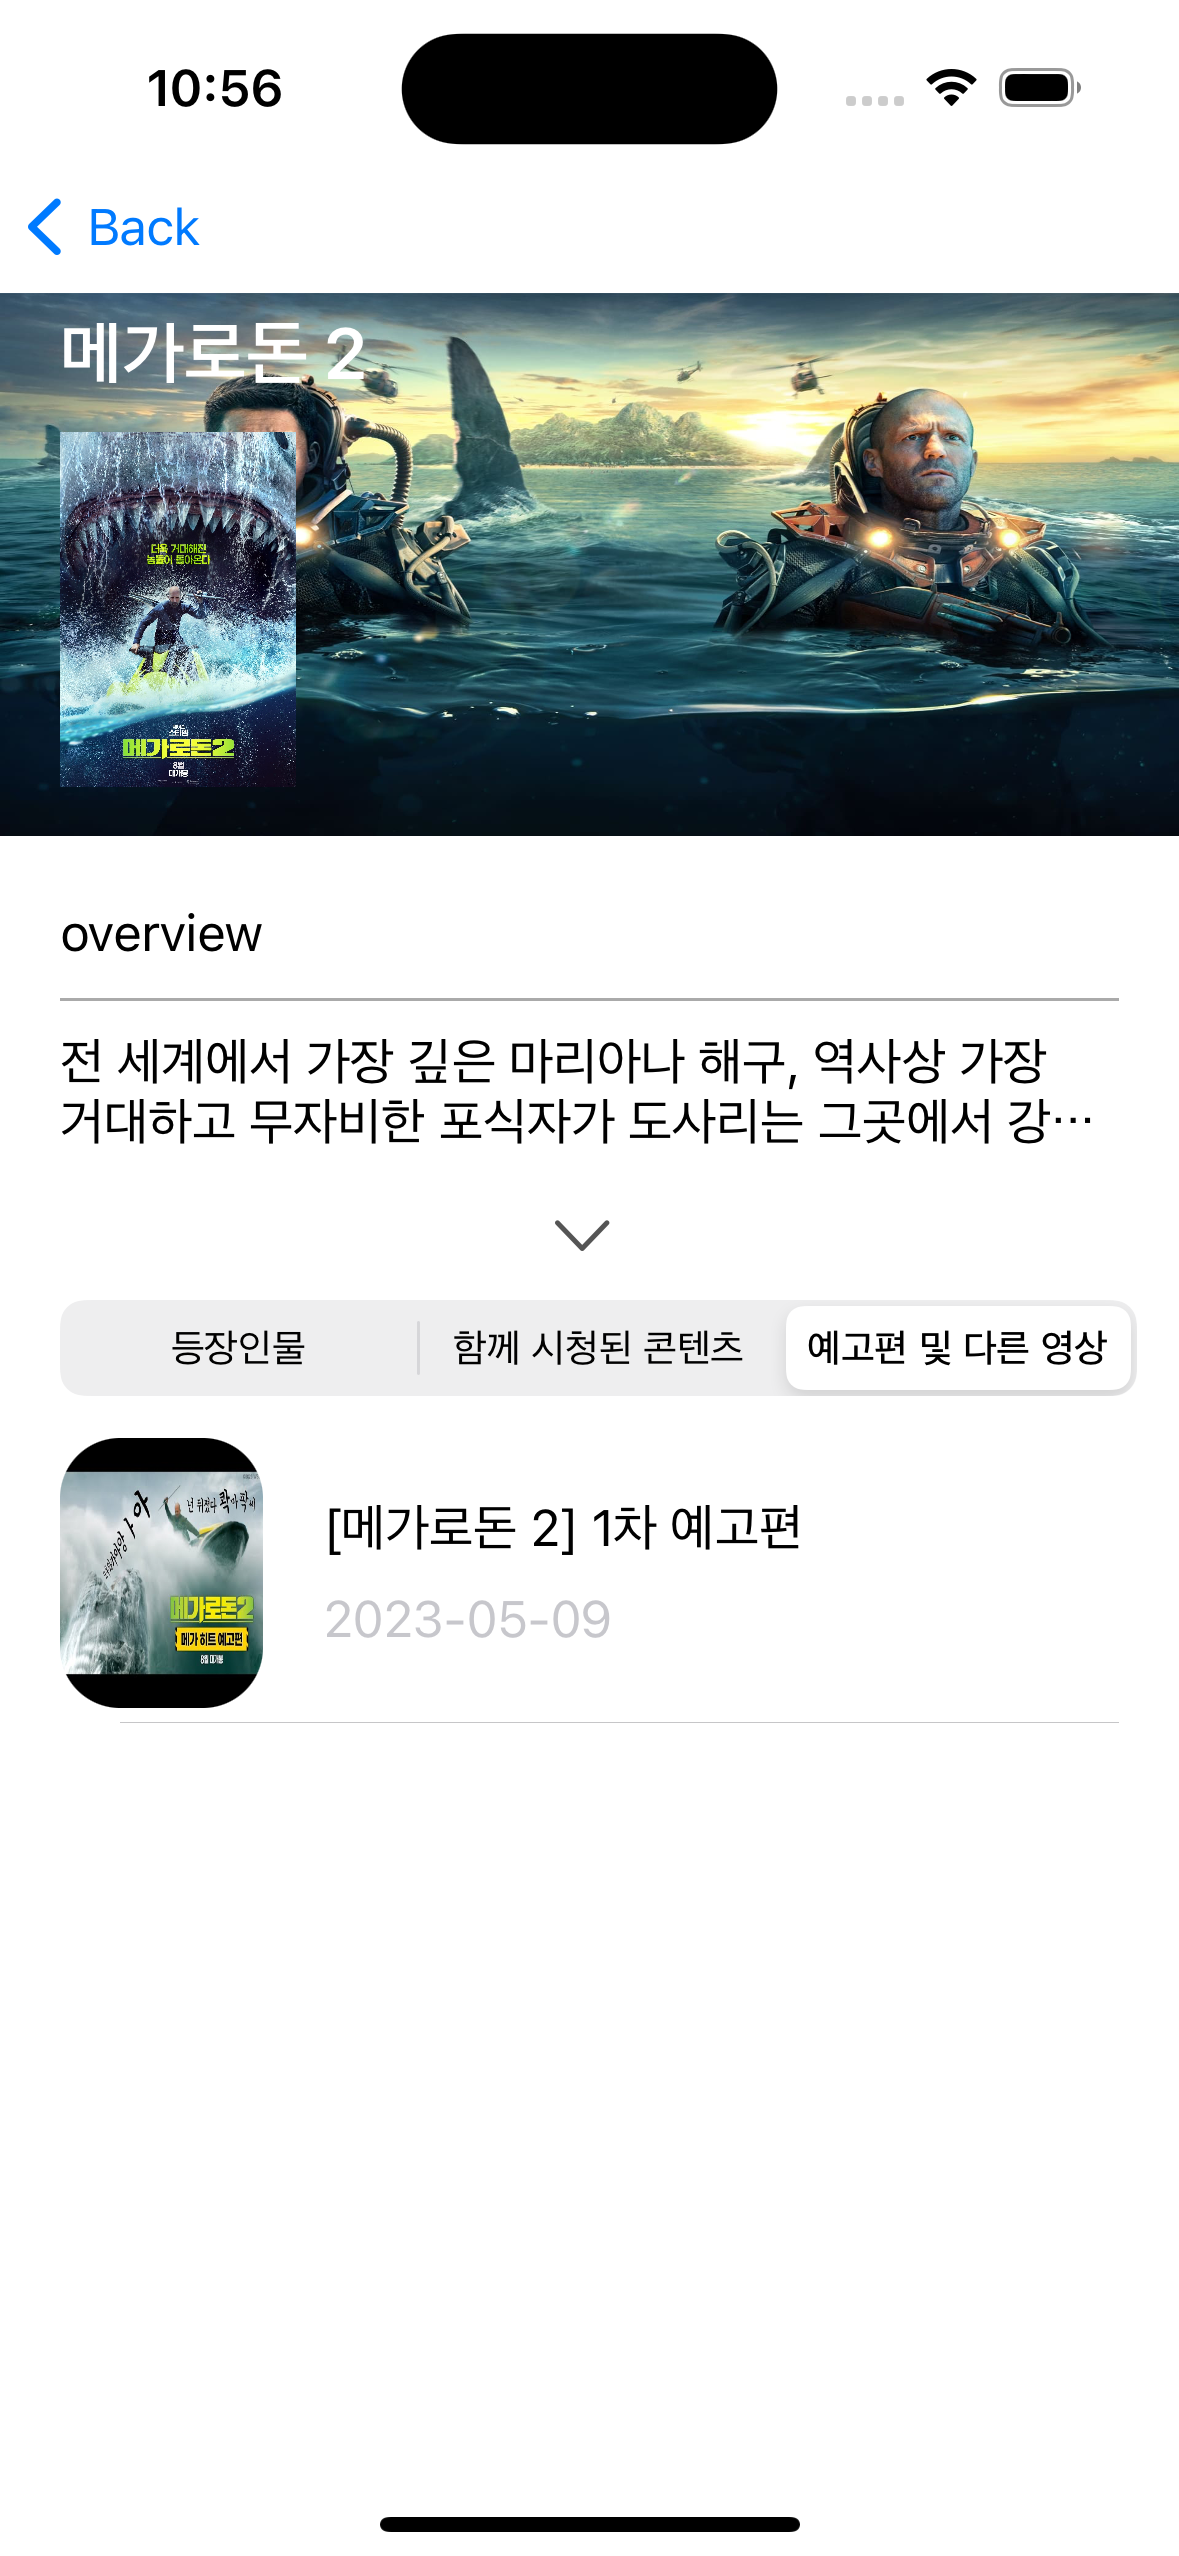 10:56
Back
메가로돈 2
더욱 거대해진
놈들이 돌아온다
메가로돈2
8월
대개봉
overview
전 세계에서 가장 깊은 마리아나 해구, 역사상 가장
거대하고 무자비한 포식자가 도사리는 그곳에서 강…
등장인물
함께 시청된 콘텐츠
예고편 및 다른 영상
메가로돈2
메가 히트 예고편
8월 대개봉
[메가로돈 2] 1차 예고편
2023-05-09